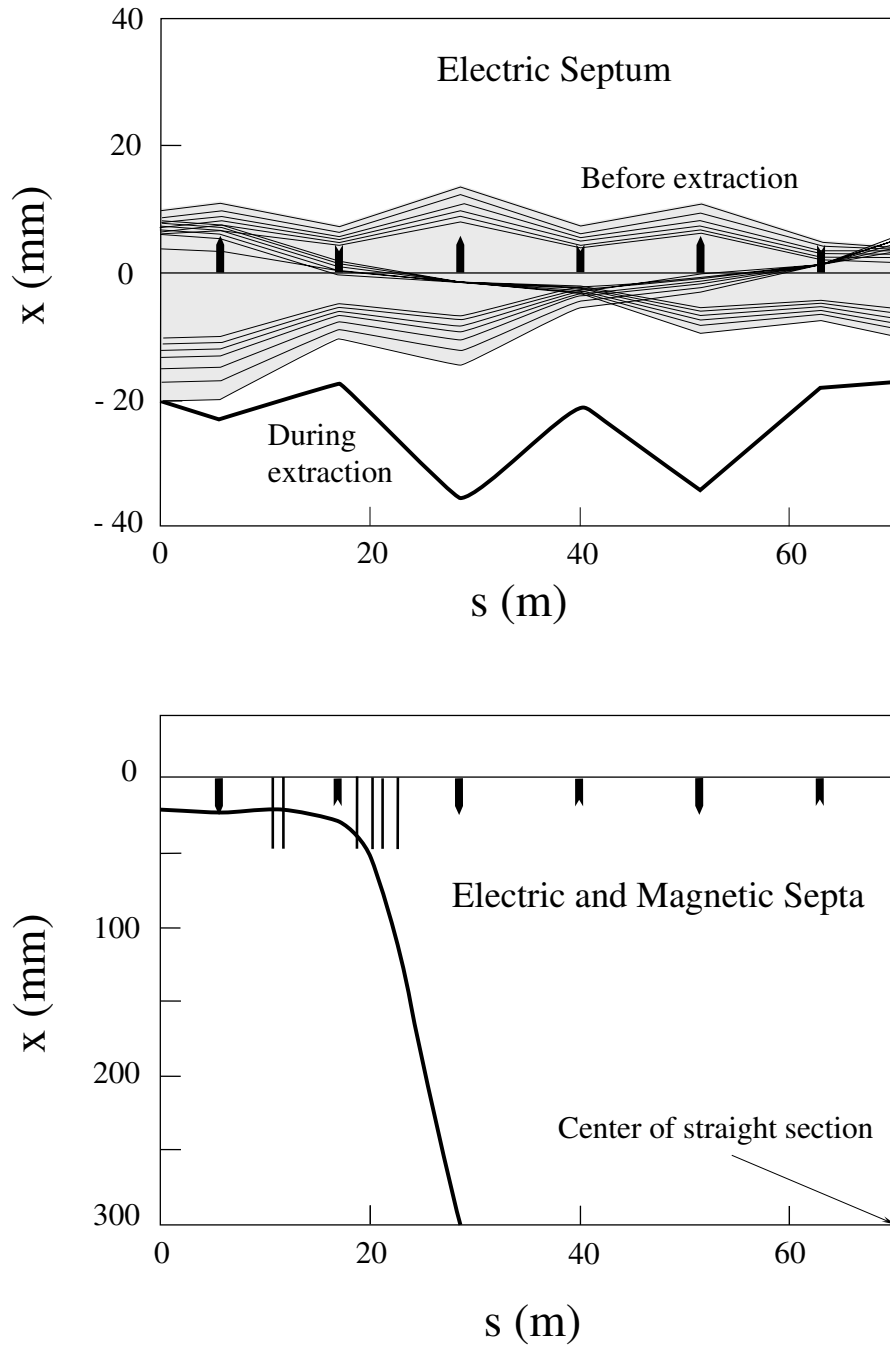 40
Electric Septum
20
Before extraction
x (mm)
0
- 20
During
extraction
- 40
0
20
40
60
s (m)
0
Electric and Magnetic Septa
100
x (mm)
200
Center of straight section
300
0
20
40
60
s (m)